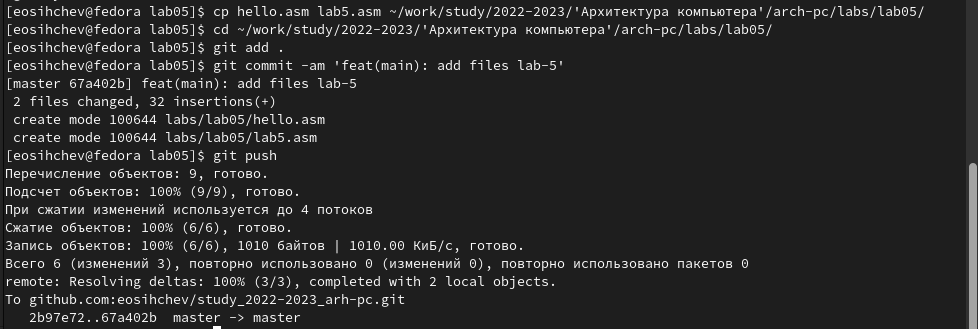 [eosihchev@fedora lab05]$ cp hello.asm lab5.asm ~/work/study/2022-2023/'Архитектура компьютера'/arch-pc/labs/lab05/
[eosihchev@fedora lab05]$ cd ~/work/study/2022-2023/'Архитектура компьютера'/arch-pc/labs/lab05/
[eosihchev@fedora lab05]$ git add .
[eosihchev@fedora lab05]$ git commit -am 'feat(main): add files lab-5'
[master 67a402b] feat(main): add files lab-5
 2 files changed, 32 insertions(+)
 create mode 100644 labs/lab05/hello.asm
 create mode 100644 labs/lab05/lab5.asm
[eosihchev@fedora lab05]$ git push
Перечисление объектов: 9, готово.
Подсчет объектов: 100% (9/9), готово.
При сжатии изменений используется до 4 потоков
Сжатие объектов: 100% (6/6), готово.
Запись объектов: 100% (6/6), 1010 байтов | 1010.00 КиБ/с, готово.
Всего 6 (изменений 3), повторно использовано 0 (изменений 0), повторно использовано пакетов 0
remote: Resolving deltas: 100% (3/3), completed with 2 local objects.
To github.com:eosihchev/study_2022-2023_arh-pc.git
   2b97e72..67a402b  master -> master